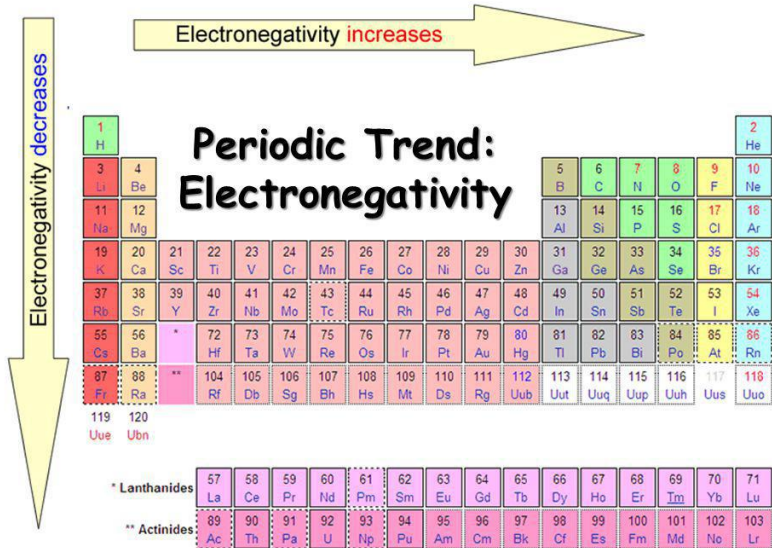 Electronegativity increases
Electronegativity decreases
Periodic Trend:
Electronegativity
1 2
H He
3 4 5 6 7 8 9 10
Li Be B C N O F Ne
11 12 13 14 15 16 17 18
Na Mg Al Si P S Cl Ar
19 20 21 22 23 24 25 26 27 28 29 30 31 32 33 34 35 36
K Ca Sc Ti V Cr Mn Fe Co Ni Cu Zn Ga Ge As Se Br Kr
37 38 39 40 41 42 43 44 45 46 47 48 49 50 51 52 53 54
Rb Sr Y Zr Nb Mo Tc Ru Rh Pd Ag Cd In Sn Sb Te I Xe
55 56 * 72 73 74 75 76 77 78 79 80 81 82 83 84 85 86
Cs Ba Hf Ta W Re Os Ir Pt Au Hg Tl Pb Bi Po At Rn
87 88 ** 104 105 106 107 108 109 110 111 112 113 114 115 116 117 118
Fr Ra Rf Db Sg Bh Hs Mt Ds Rg Uub Uut Uuq Uup Uuh Uus Uuo
119 120
Uue Ubn
57 58 59 60 61 62 63 64 65 66 67 68 69 70 71
* Lanthanides La Ce Pr Nd Pm Sm Eu Gd Tb Dy Ho Er Tm Yb Lu
89 90 91 92 93 94 95 96 97 98 99 100 101 102 103
** Actinides Ac Th Pa U Np Pu Am Cm Bk Cf Es Fm Md No Lr